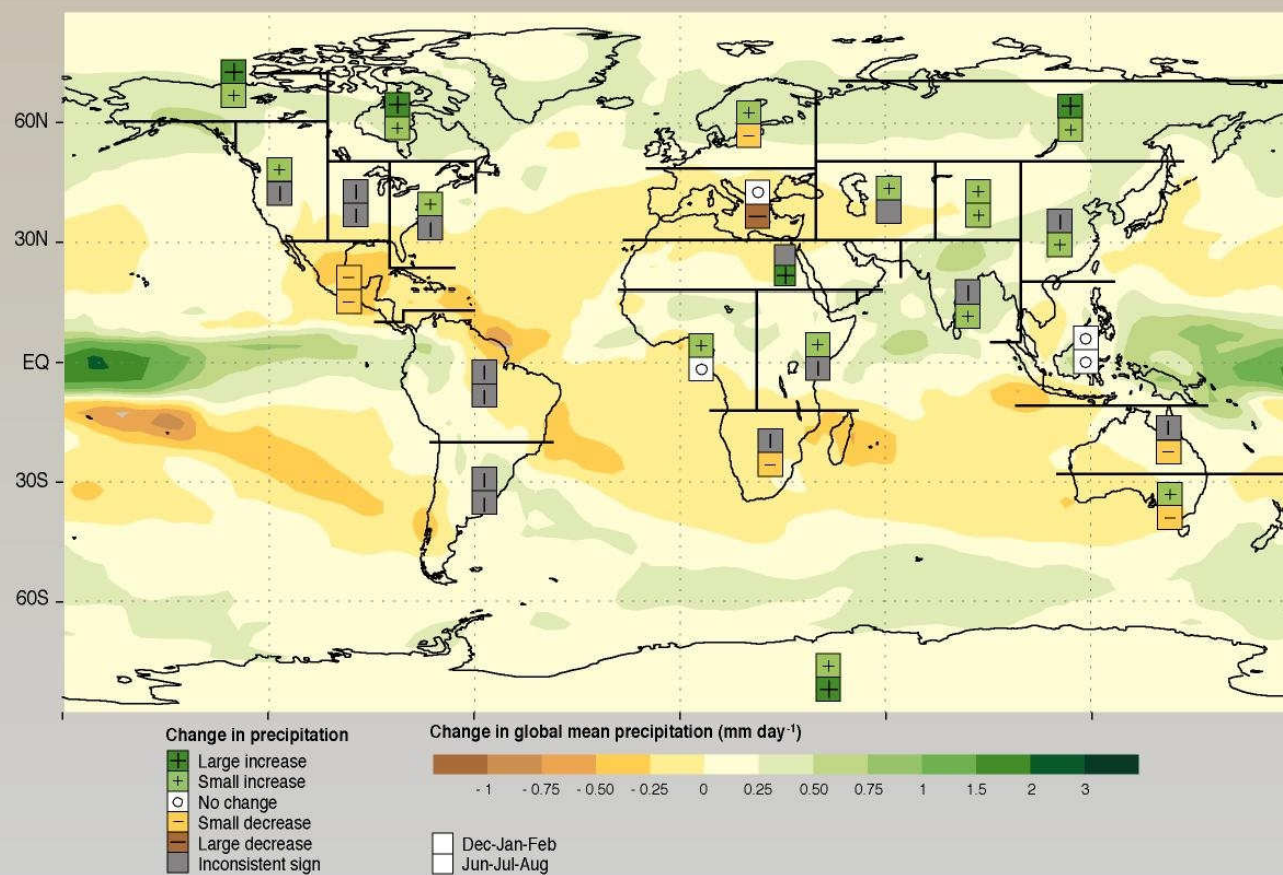 60N
30N
EQ
30S
60S
Change in precipitation
Large increase
Small increase
No change
Small decrease
Large decrease
Inconsistent sign
Change in global mean precipitation (mm day-1)
- 1 - 0.75 - 0.50 - 0.25 0 0.25 0.50 0.75 1 1.5 2 3
Dec-Jan-Feb
Jun-Jul-Aug